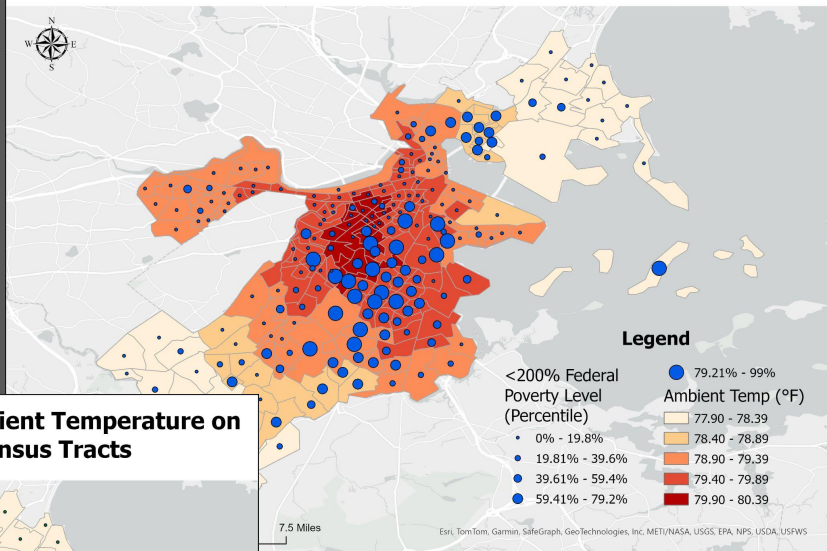 N
W E
S
Legend
<200% Federal
Poverty Level
(Percentile)
0% - 19.8%
19.81% - 39.6%
39.61% - 59.4%
59.41% - 79.2%
79.21% - 99%
Ambient Temp (°F)
77.90 - 78.39
78.40 - 78.89
78.90 - 79.39
79.40 - 79.89
79.90 - 80.39
ient Temperature on
nsus Tracts
7.5 Miles
Esri, TomTom, Garmin, SafeGraph, GeoTechnologies, Inc, METI/NASA, USGS, EPA, NPS, USDA, USFWS